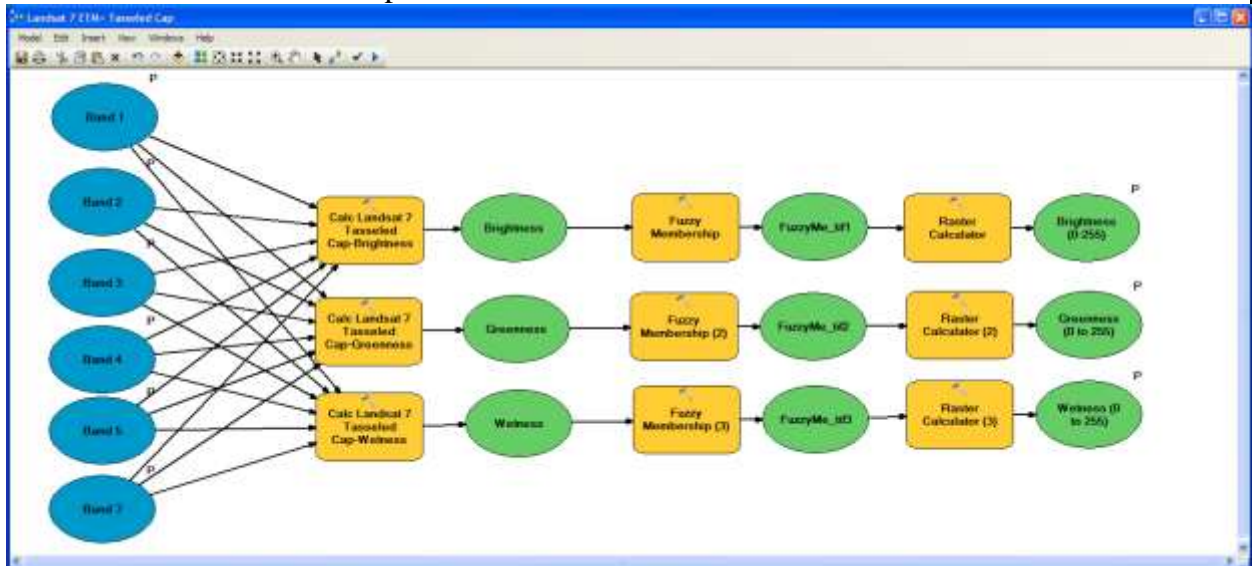 Landsat 7 ETM+ Tasseled Cap
Model Edit Insert View Windows Help
P
Band 1
P
Band 2
P
Band 3
P
Band 4
P
Band 5
P
Band 7
Calc Landsat 7
Tasseled
Cap-Brightness
Brightness
Fuzzy
Membership
FuzzyMe_tif1
Raster
Calculator
P
Brightness
(0 255)
Calc Landsat 7
Tasseled
Cap-Greenness
Greenness
Fuzzy
Membership (2)
FuzzyMe_tif2
Raster
Calculator (2)
P
Greenness
(0 to 255)
Calc Landsat 7
Tasseled
Cap-Wetness
Wetness
Fuzzy
Membership (3)
FuzzyMe_tif3
Raster
Calculator (3)
P
Wetness (0
to 255)